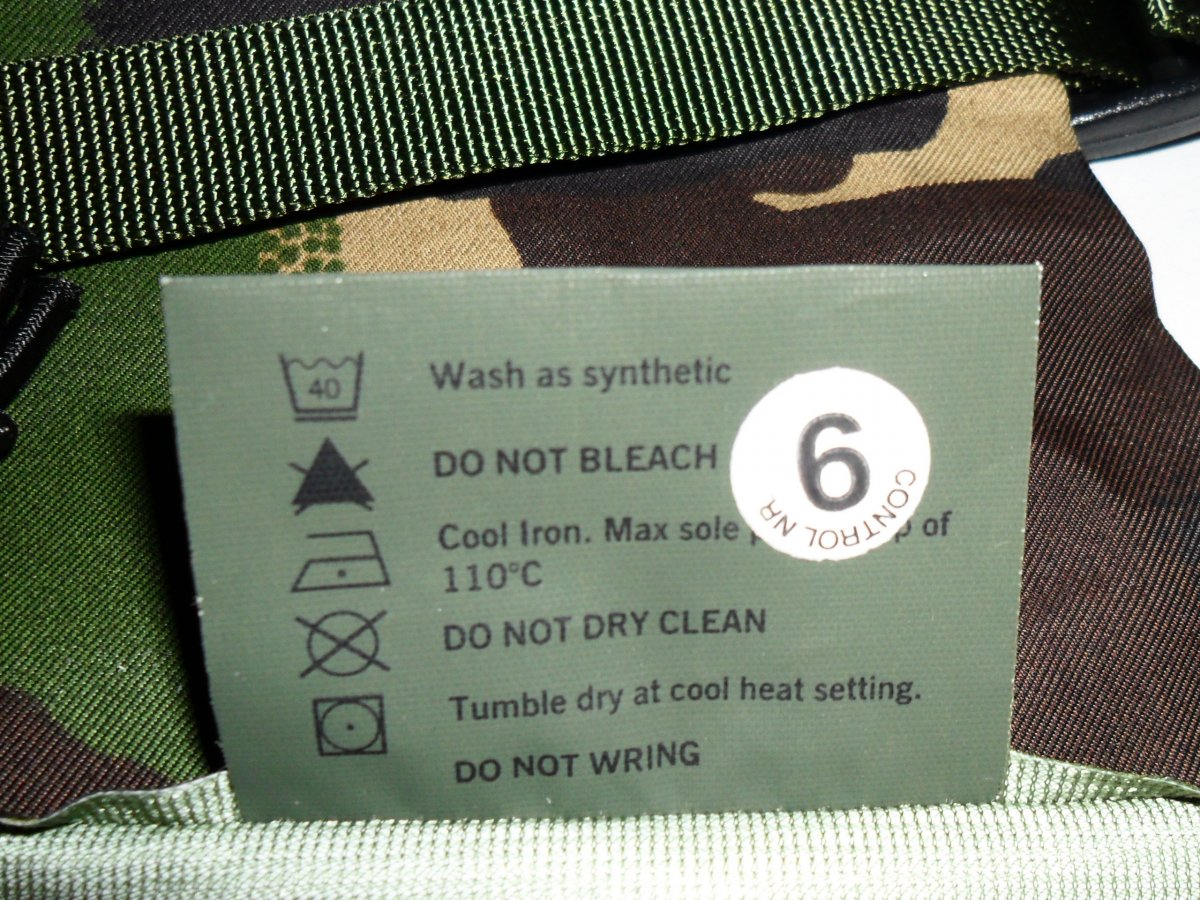 40
Wash as synthetic
DO NOT BLEACH
6
CONTROL NR
Cool Iron. Max sole of
110°C
DO NOT DRY CLEAN
Tumble dry at cool heat setting.
DO NOT WRING